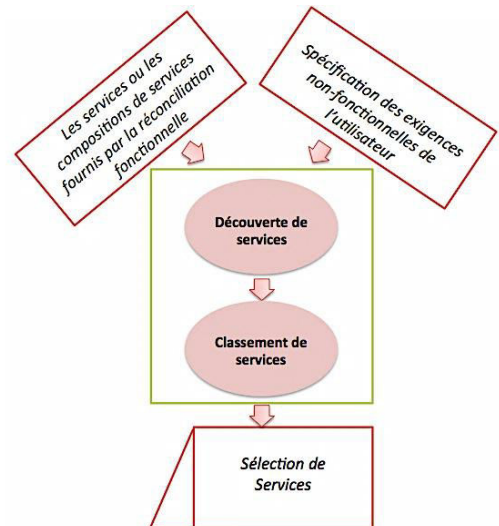 Les services ou les
compositions de services
fournis par la réconciliation
fonctionnelle
Spécification des exigences
non-fonctionnelles de
l'utilisateur
Découverte de
services
Classement de
services
Sélection de
Services